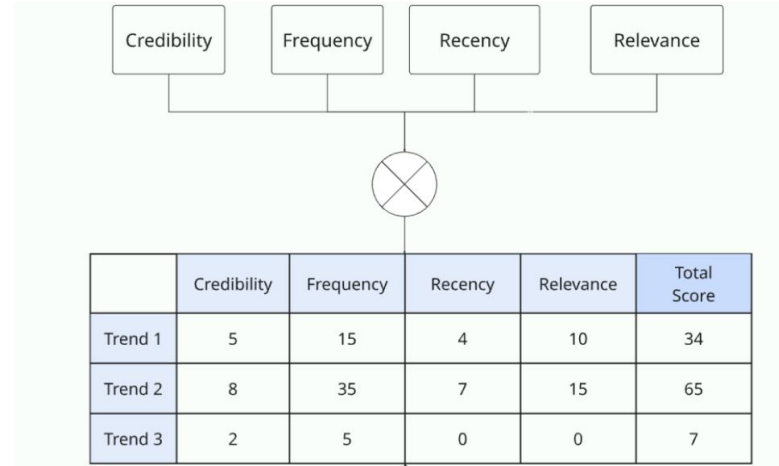 Credibility Frequency Recency Relevance
Credibility Frequency Recency Relevance Total Score
Trend 1 5 15 4 10 34
Trend 2 8 35 7 15 65
Trend 3 2 5 0 0 7